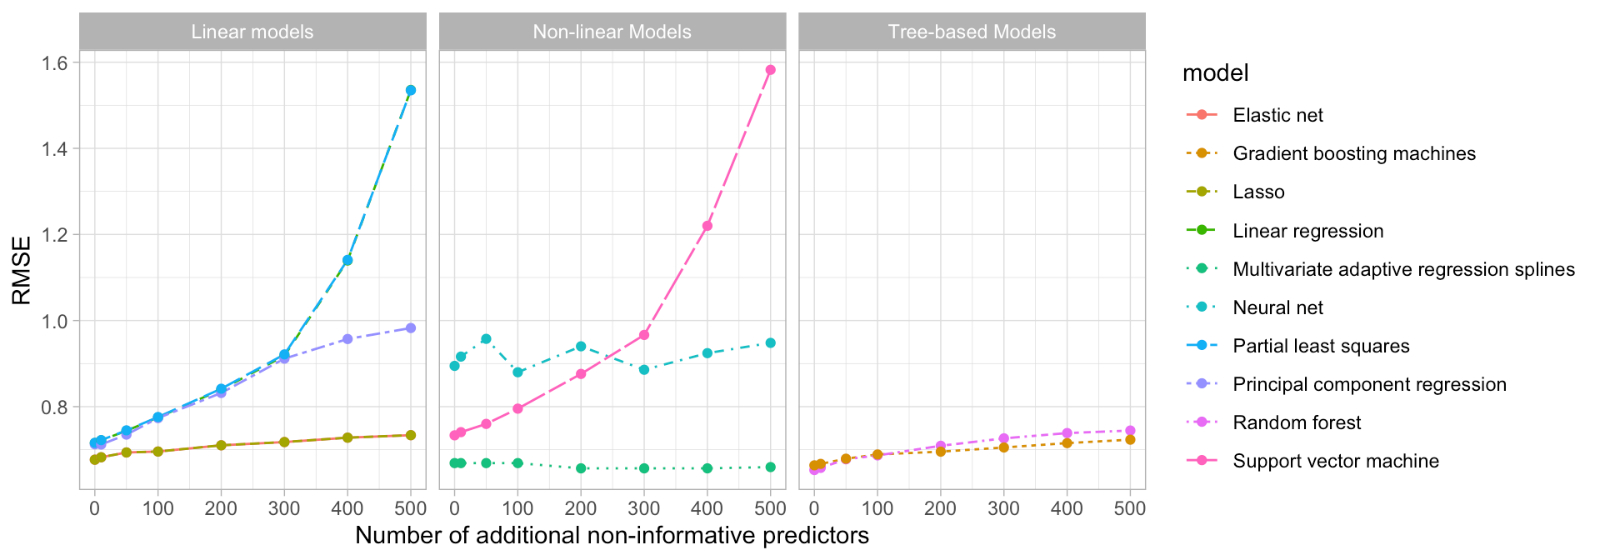 Linear models
Non-linear Models
Tree-based Models
1.6
1.4
1.2
1.0
0.8
RMSE
0 100 200 300 400 500
0 100 200 300 400 500
0 100 200 300 400 500
Number of additional non-informative predictors
model
Elastic net
Gradient boosting machines
Lasso
Linear regression
Multivariate adaptive regression splines
Neural net
Partial least squares
Principal component regression
Random forest
Support vector machine